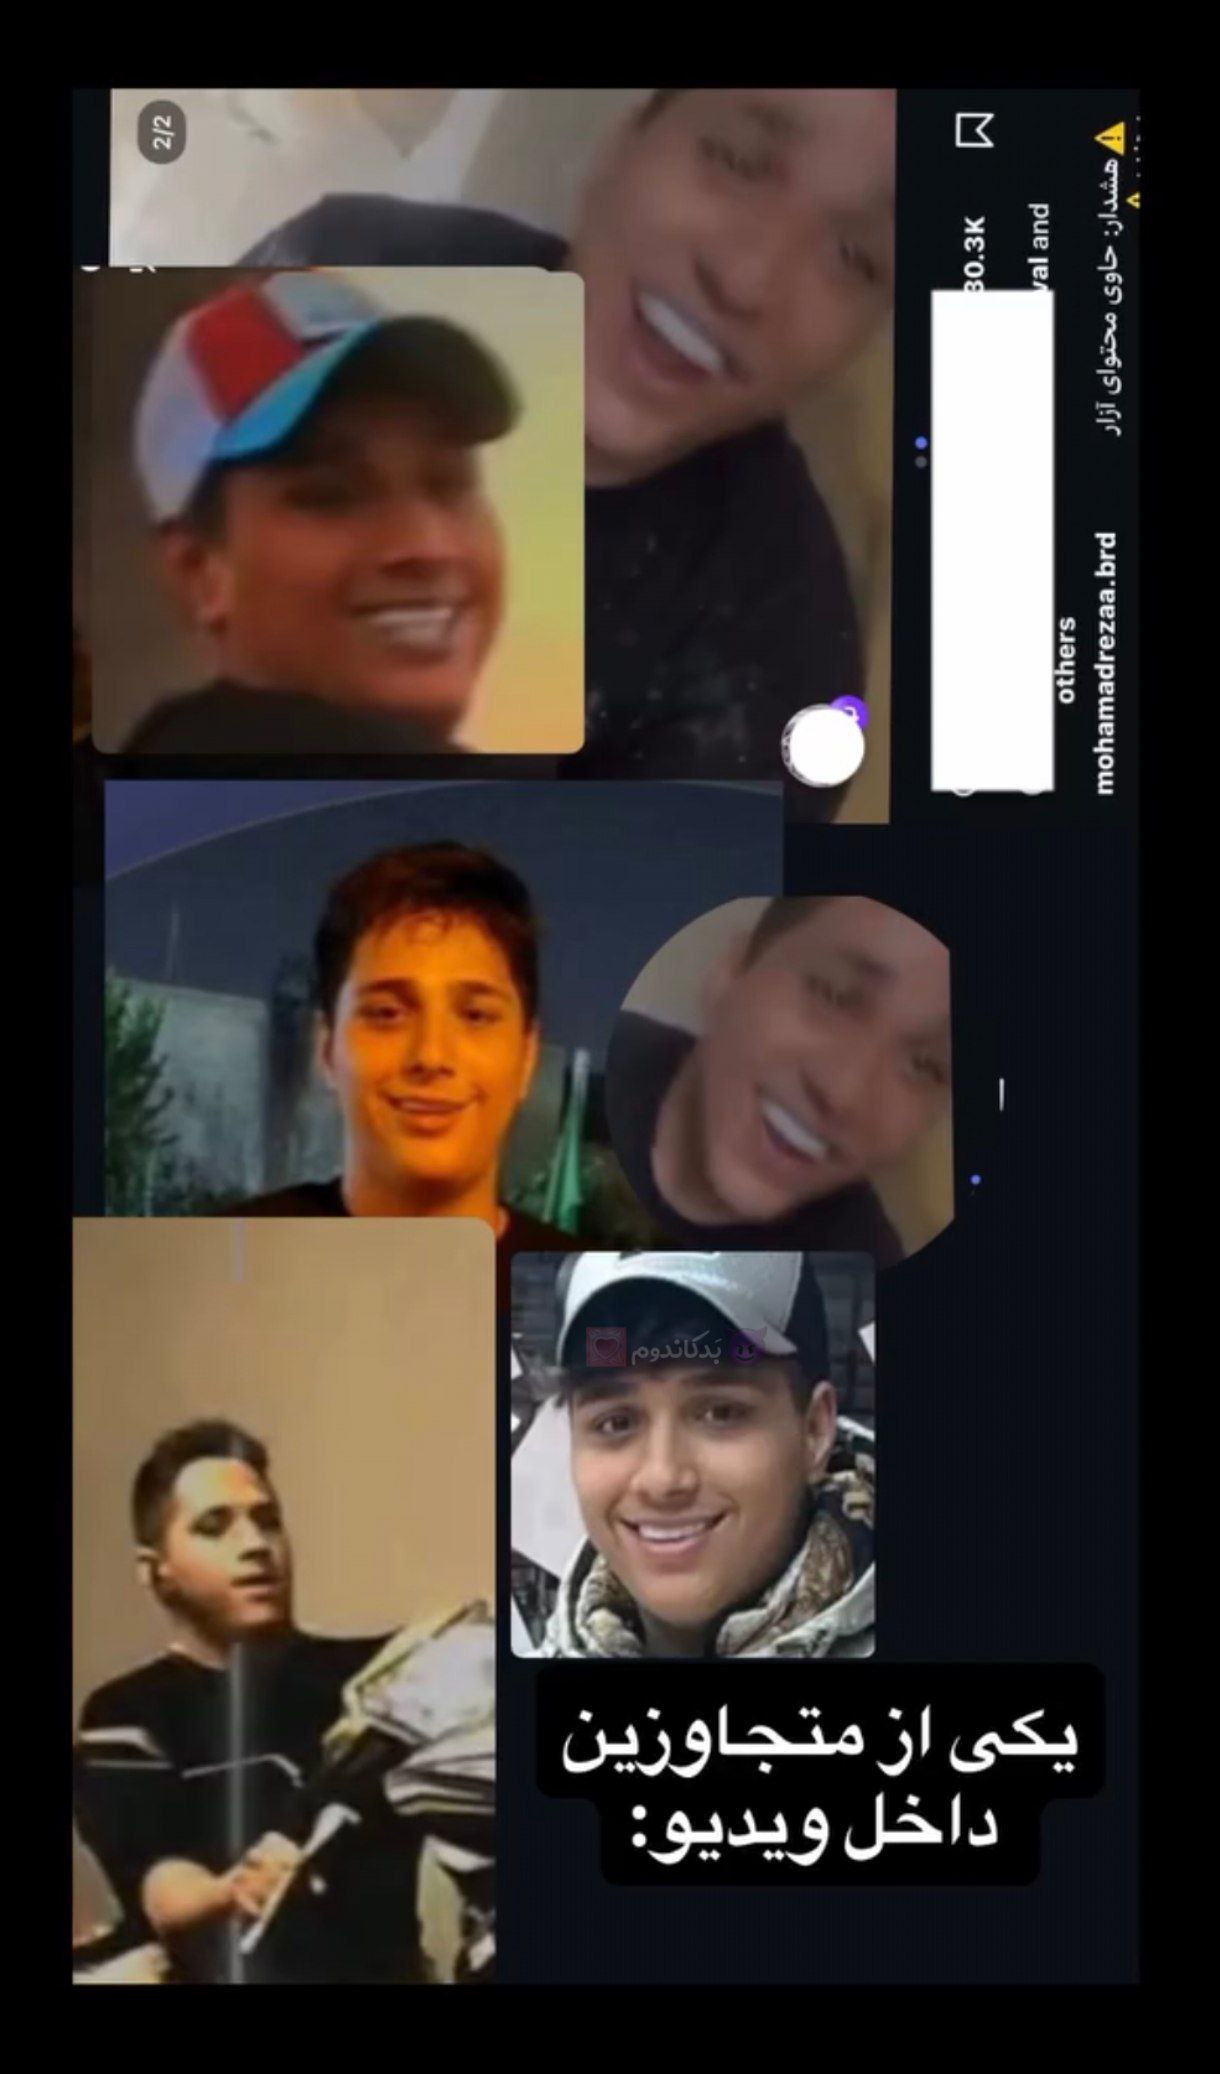 2/2
30.3K
val and
others
mohamadrezaa.brd
⚠️هشدار: حاوی محتوای آزار
بَدکاندوم
یکی از متجاوزین
داخل ویدیو: